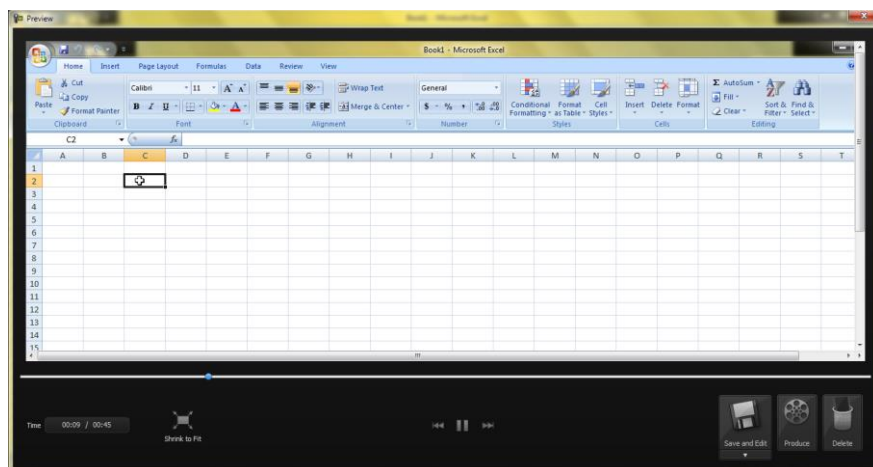 Preview
Book1 - Microsoft Excel
Home Insert Page Layout Formulas Data Review View
Paste
Cut
Copy
Format Painter
Clipboard
Calibri 11
B I U
Font
Wrap Text
Merge & Center
Alignment
General
$ % ,
Number
Conditional Formatting
Format as Table
Cell Styles
Styles
Insert Delete Format
Cells
Σ AutoSum
Fill
Clear
Sort & Filter
Find & Select
Editing
C2 fx
A B C D E F G H I J K L M N O P Q R S T
1
2
3
4
5
6
7
8
9
10
11
12
13
14
15
Time 00:09 / 00:45
Shrink to Fit
Save and Edit
Produce
Delete